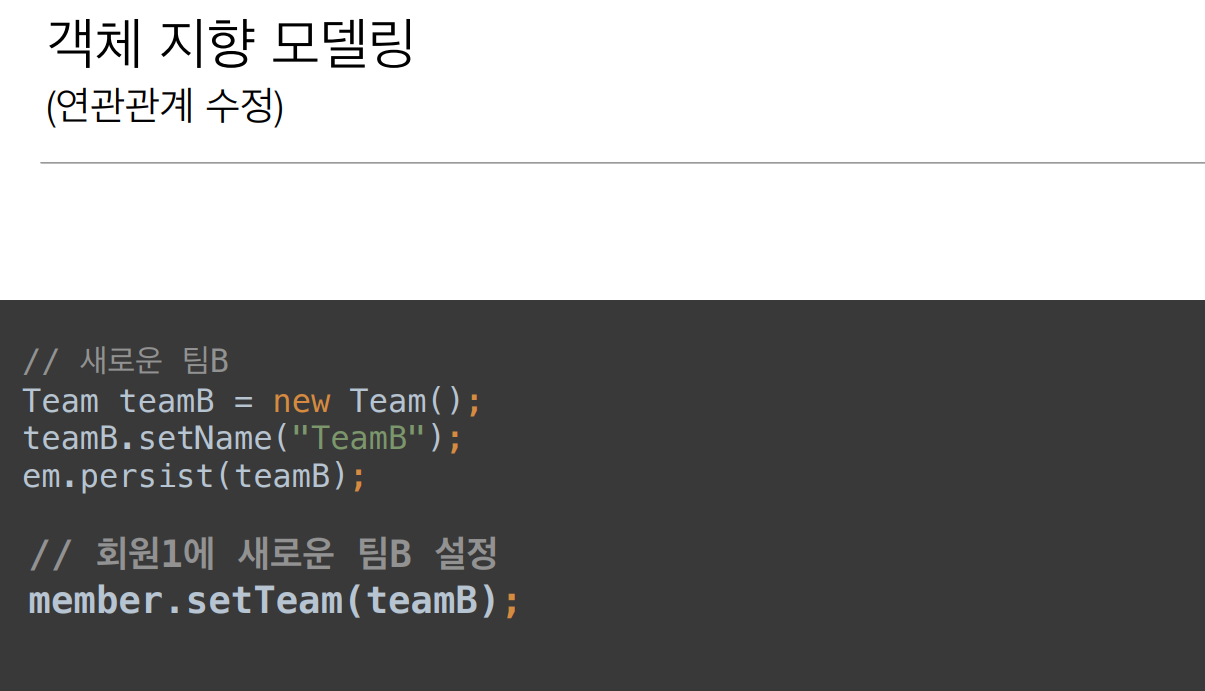 객체 지향 모델링
(연관관계 수정)
// 새로운 팀B
Team teamB = new Team();
teamB.setName("TeamB");
em.persist(teamB);
// 회원1에 새로운 팀B 설정
member.setTeam(teamB);